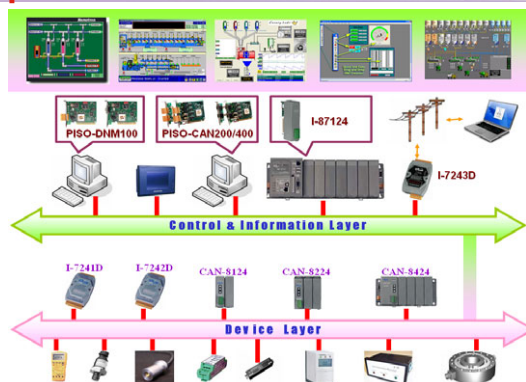 PISO-DNM100
PISO-CAN200/400
I-87124
I-7243D
Control & Information Layer
I-7241D
I-7242D
CAN-8124
CAN-8224
CAN-8424
Device Layer